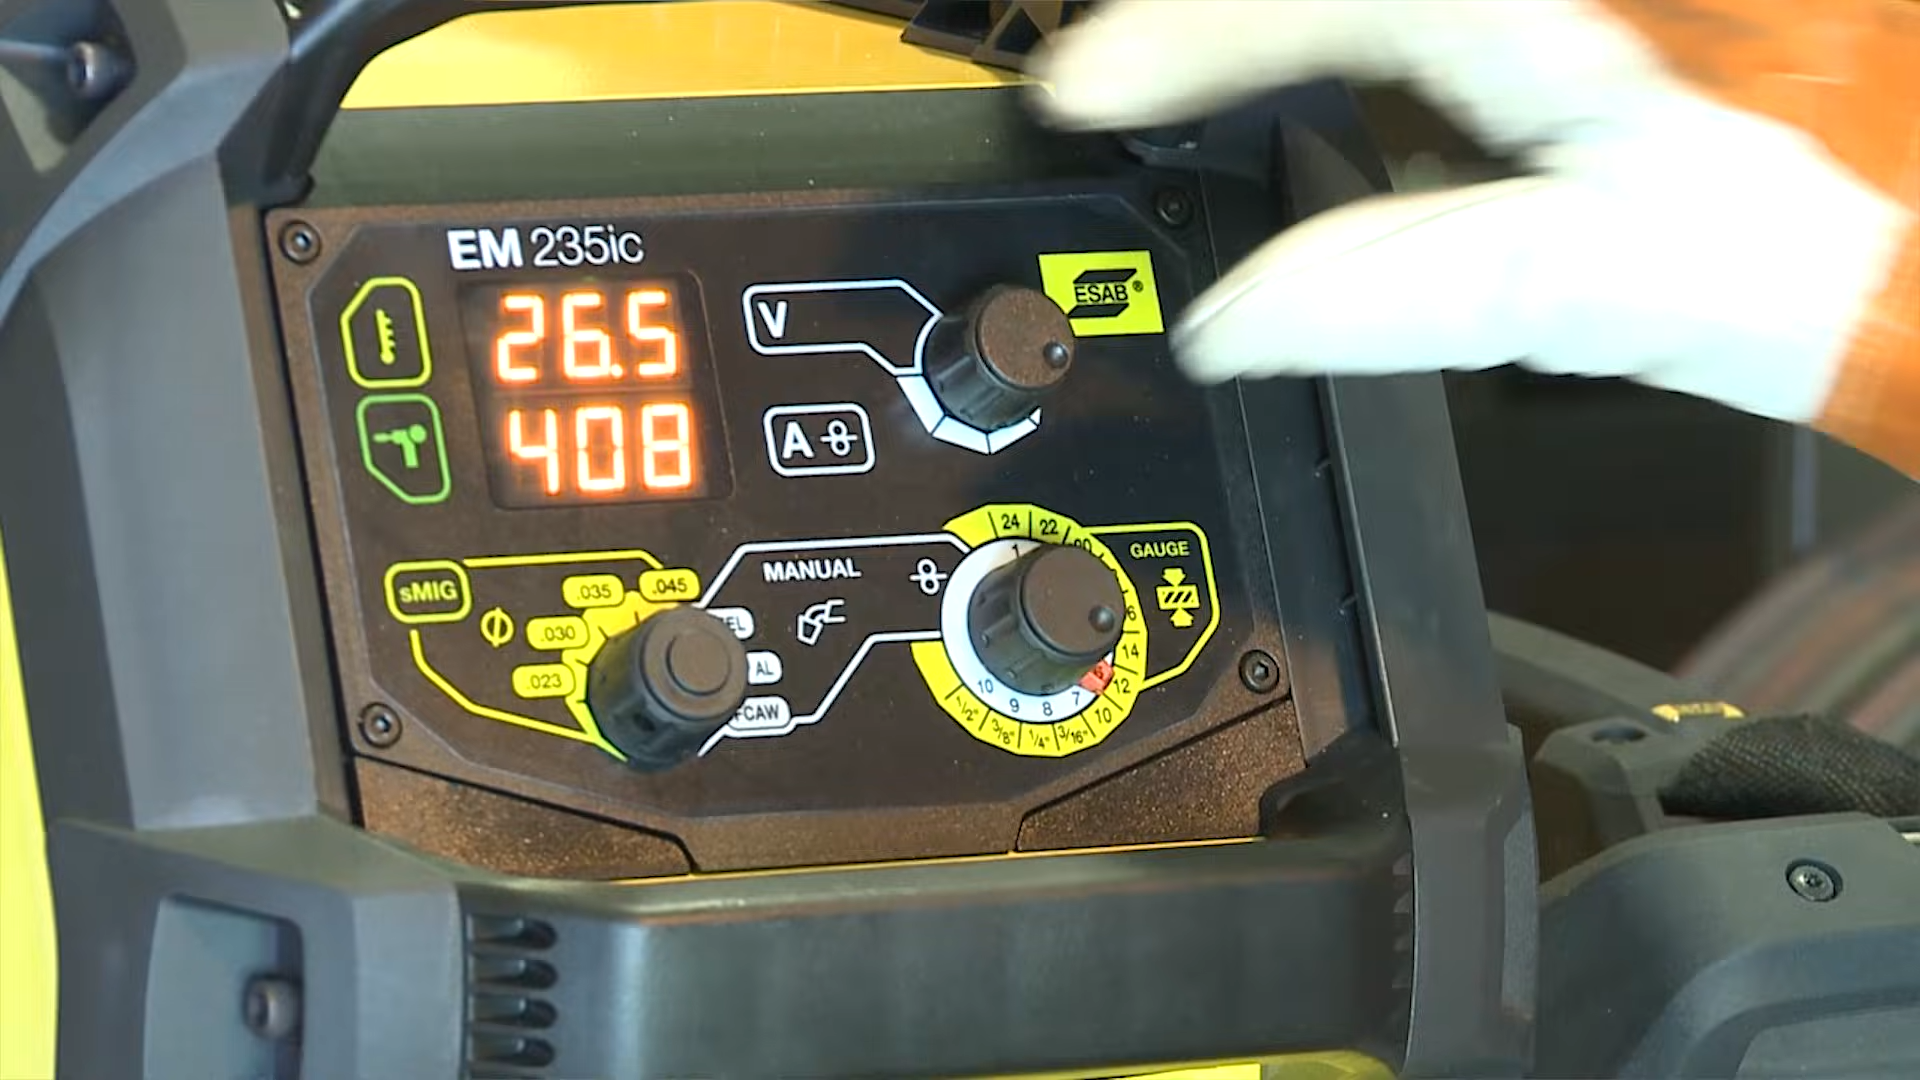 EM 235ic
26.5
408
V
A
ESAB®
sMIG
.023
.030
.035
.045
MANUAL
AL
FCAW
GAUGE
24
22
14
12
10
3/16"
1/4"
3/8"
1/2"
1
7
8
9
10